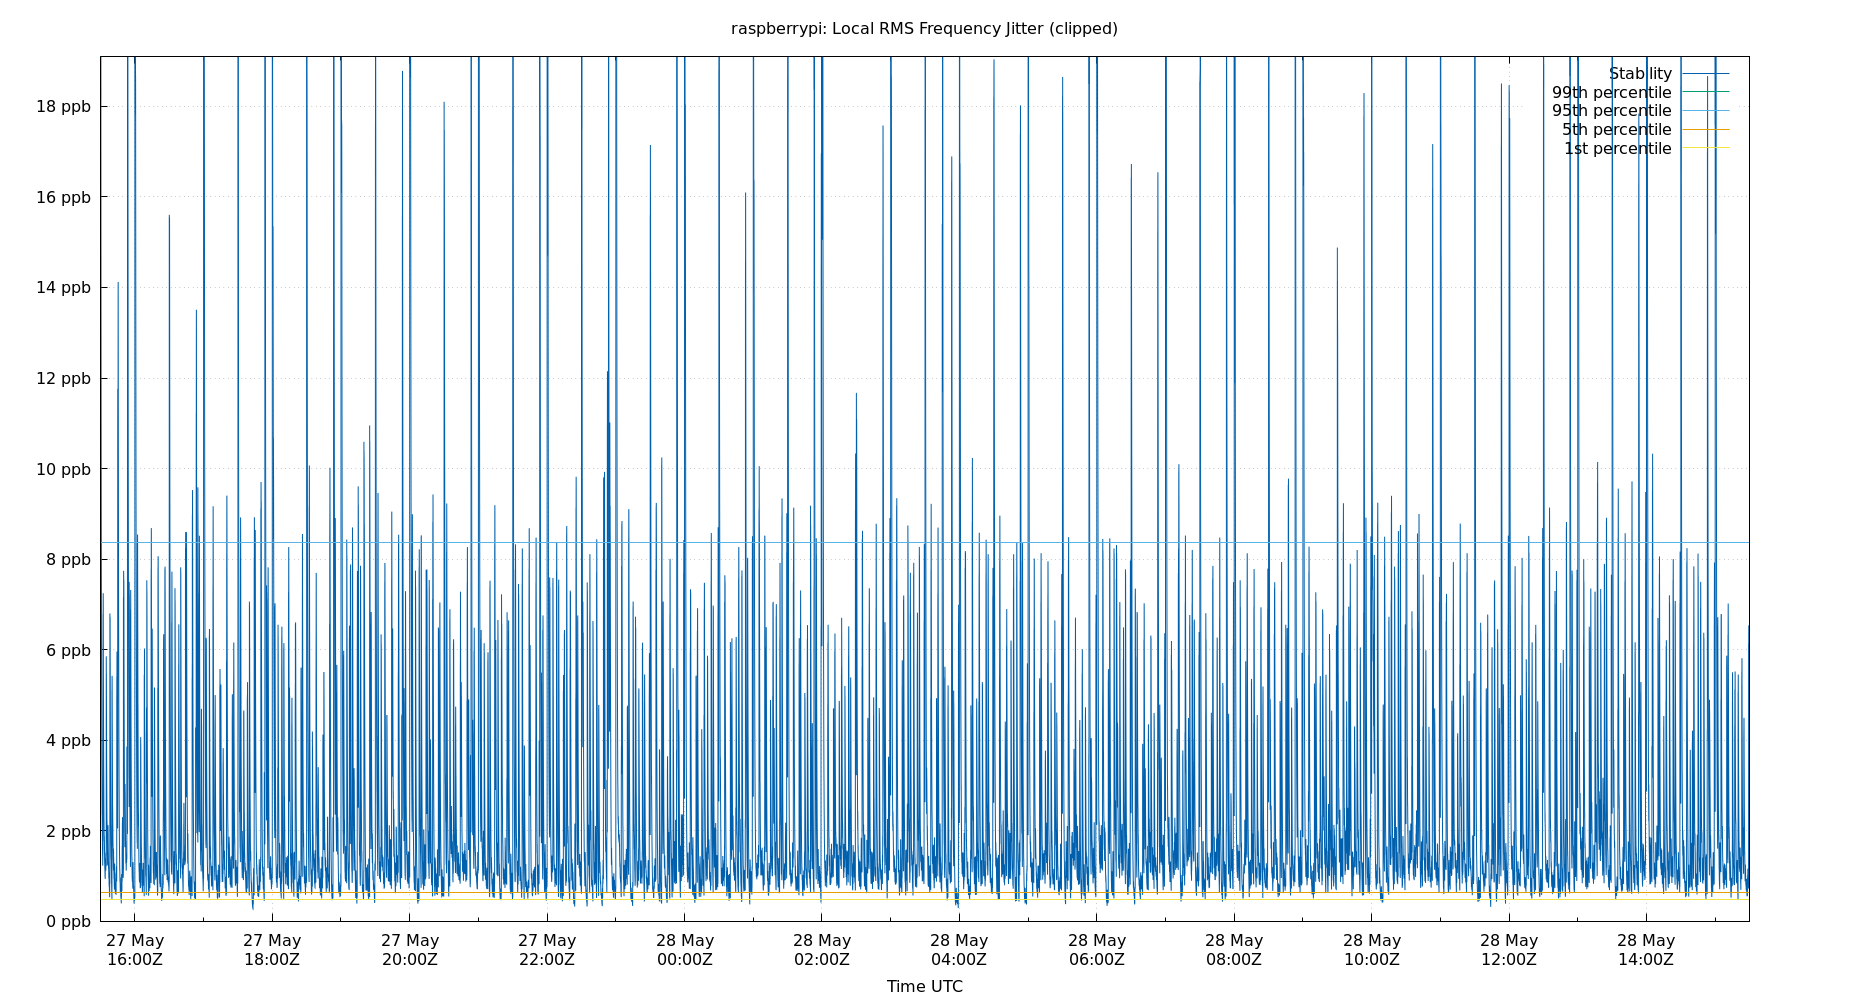 raspberrypi: Local RMS Frequency Jitter (clipped)
Stability
99th percentile
95th percentile
5th percentile
1st percentile
18 ppb
16 ppb
14 ppb
12 ppb
10 ppb
8 ppb
6 ppb
4 ppb
2 ppb
0 ppb
27 May 27 May 27 May 27 May 28 May 28 May 28 May 28 May 28 May 28 May 28 May 28 May
16:00Z 18:00Z 20:00Z 22:00Z 00:00Z 02:00Z 04:00Z 06:00Z 08:00Z 10:00Z 12:00Z 14:00Z
Time UTC